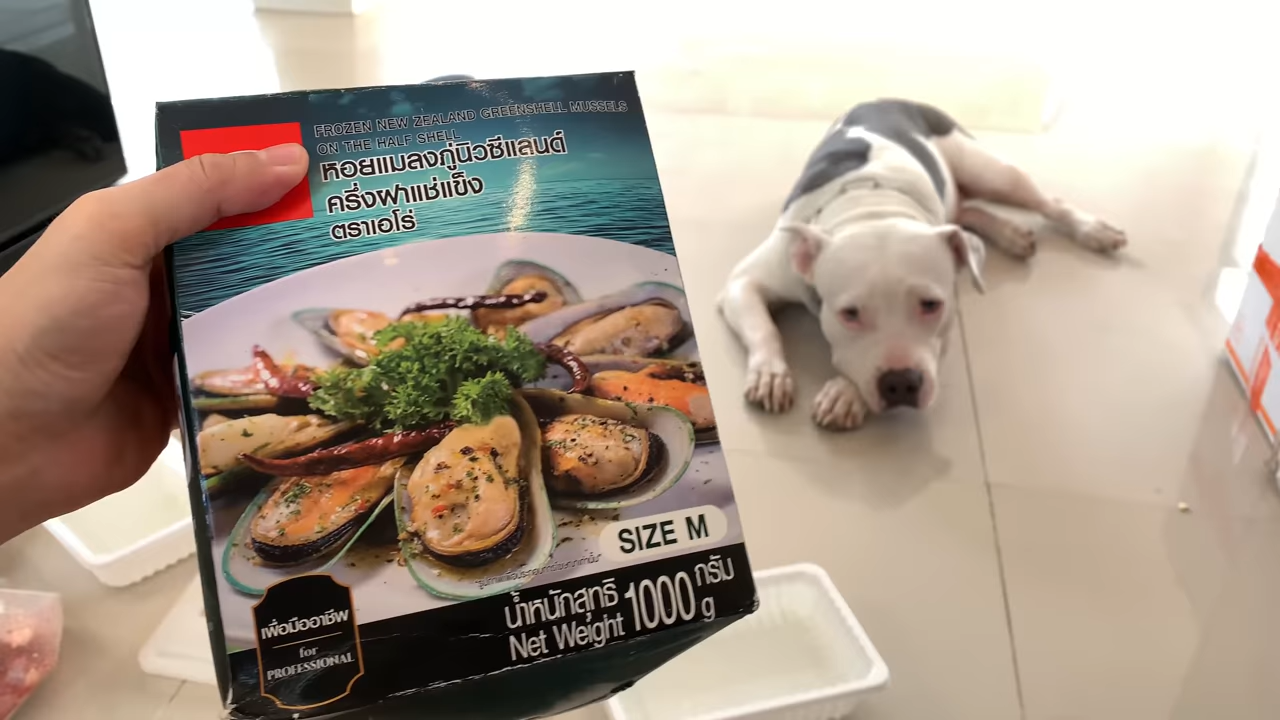 FROZEN NEW ZEALAND GREENSHELL MUSSELS
ON THE HALF SHELL
หอยแมลงภู่นิวซีแลนด์
ครึ่งฝาแช่แข็ง
ตราเอโร่
SIZE M
น้ำหนักสุทธิ 1000 กรัม
Net Weight g
เพื่อมืออาชีพ
for
PROFESSIONAL